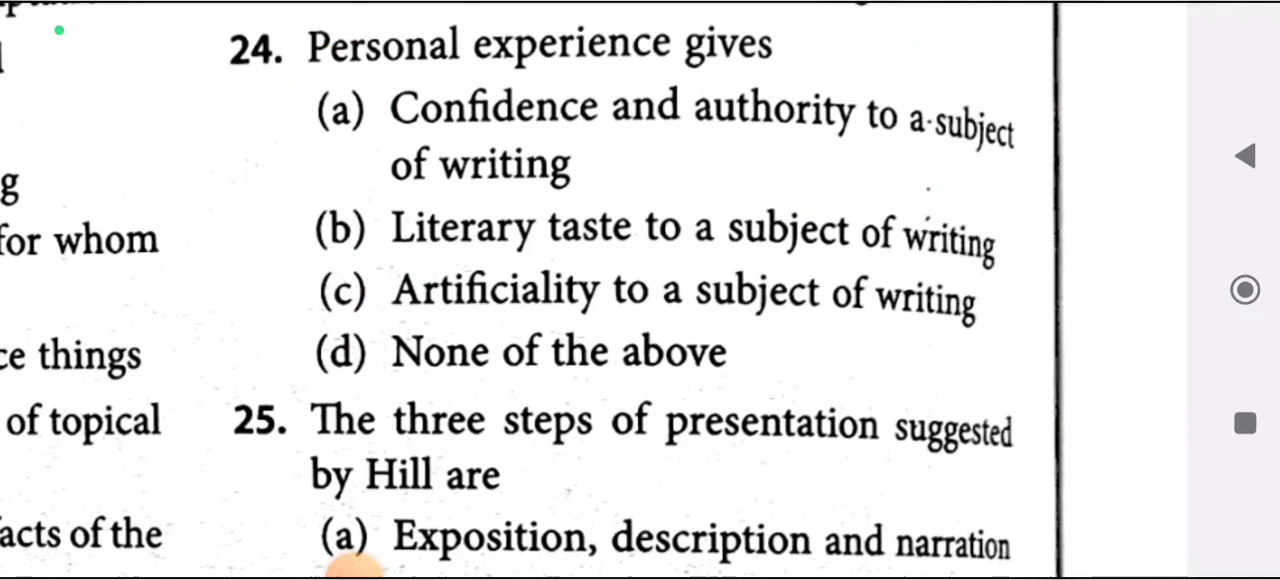 g
for whom
things
of topical
of the
24. Personal experience gives
(a) Confidence and authority to a subject
of writing
(b) Literary taste to a subject of writing
(c) Artificiality to a subject of writing
(d) None of the above
25. The three steps of presentation suggested
by Hill are
(a) Exposition, description and narration